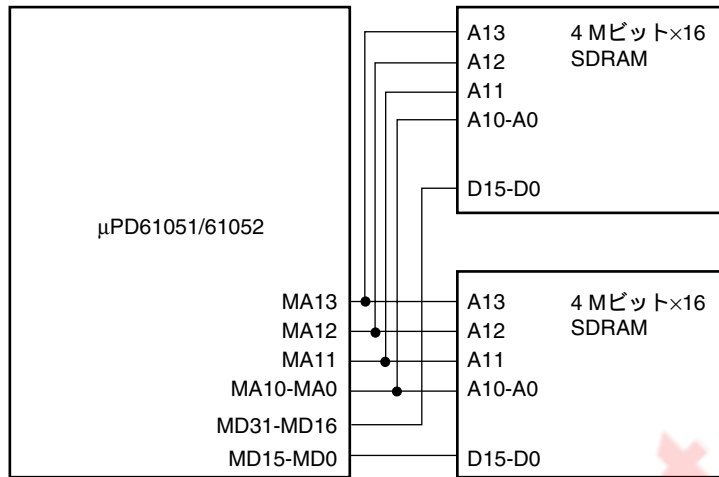 μPD61051/61052
MA13
MA12
MA11
MA10-MA0
MD31-MD16
MD15-MD0
A13
A12
A11
A10-A0
D15-D0
4 Mビット×16
SDRAM
A13
A12
A11
A10-A0
D15-D0
4 Mビット×16
SDRAM